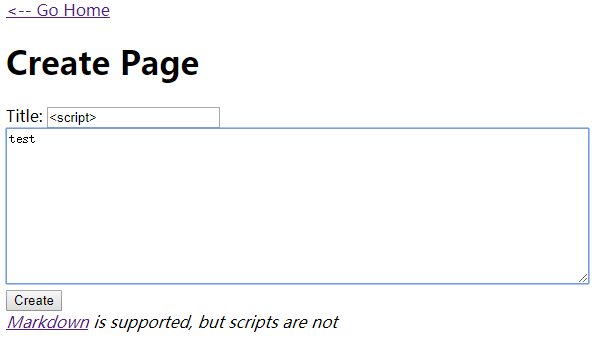 <-- Go Home
Create Page
Title: <script>
test
Create
Markdown is supported, but scripts are not